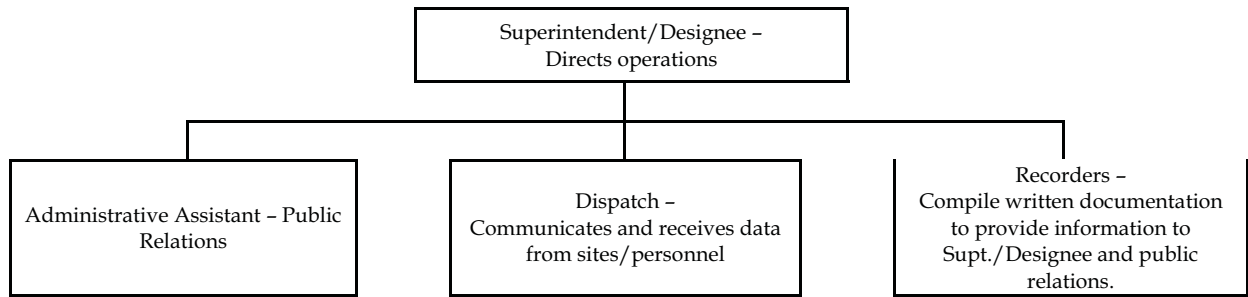 Superintendent/Designee –
Directs operations
Administrative Assistant – Public
Relations
Dispatch –
Communicates and receives data
from sites/personnel
Recorders –
Compile written documentation
to provide information to
Supt./Designee and public
relations.